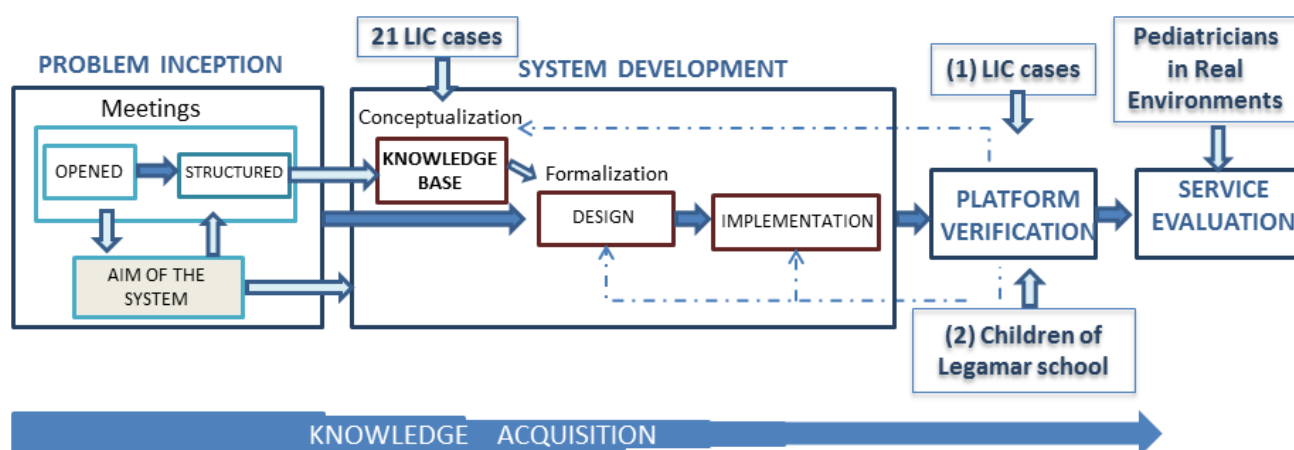 21 LIC cases
Pediatricians
in Real
Environments
PROBLEM INCEPTION
SYSTEM DEVELOPMENT
(1) LIC cases
Meetings
Conceptualization
OPENED
STRUCTURED
KNOWLEDGE
BASE
Formalization
DESIGN
IMPLEMENTATION
PLATFORM
VERIFICATION
SERVICE
EVALUATION
AIM OF THE
SYSTEM
(2) Children of
Legamar school
KNOWLEDGE ACQUISITION